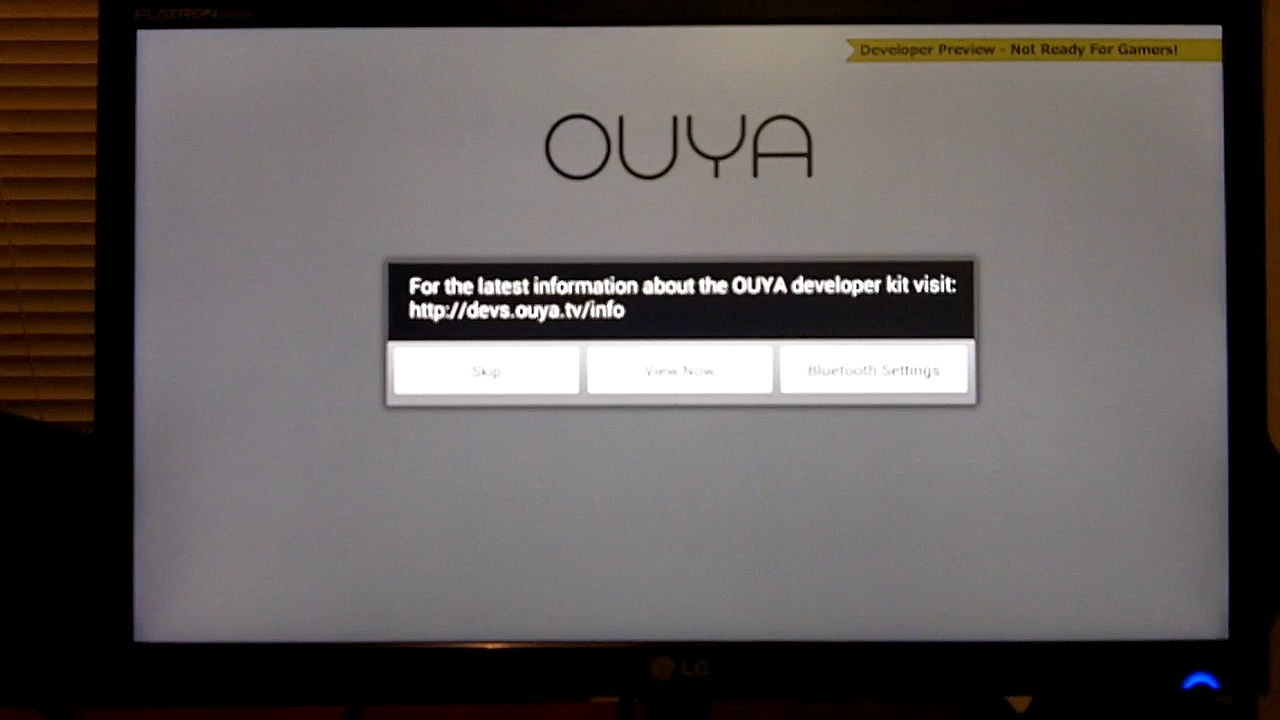 FLATRON
Developer Preview - Not Ready For Gamers!
OUYA
For the latest information about the OUYA developer kit visit:
http://devs.ouya.tv/info
Skip
View Now
Bluetooth Settings
LG